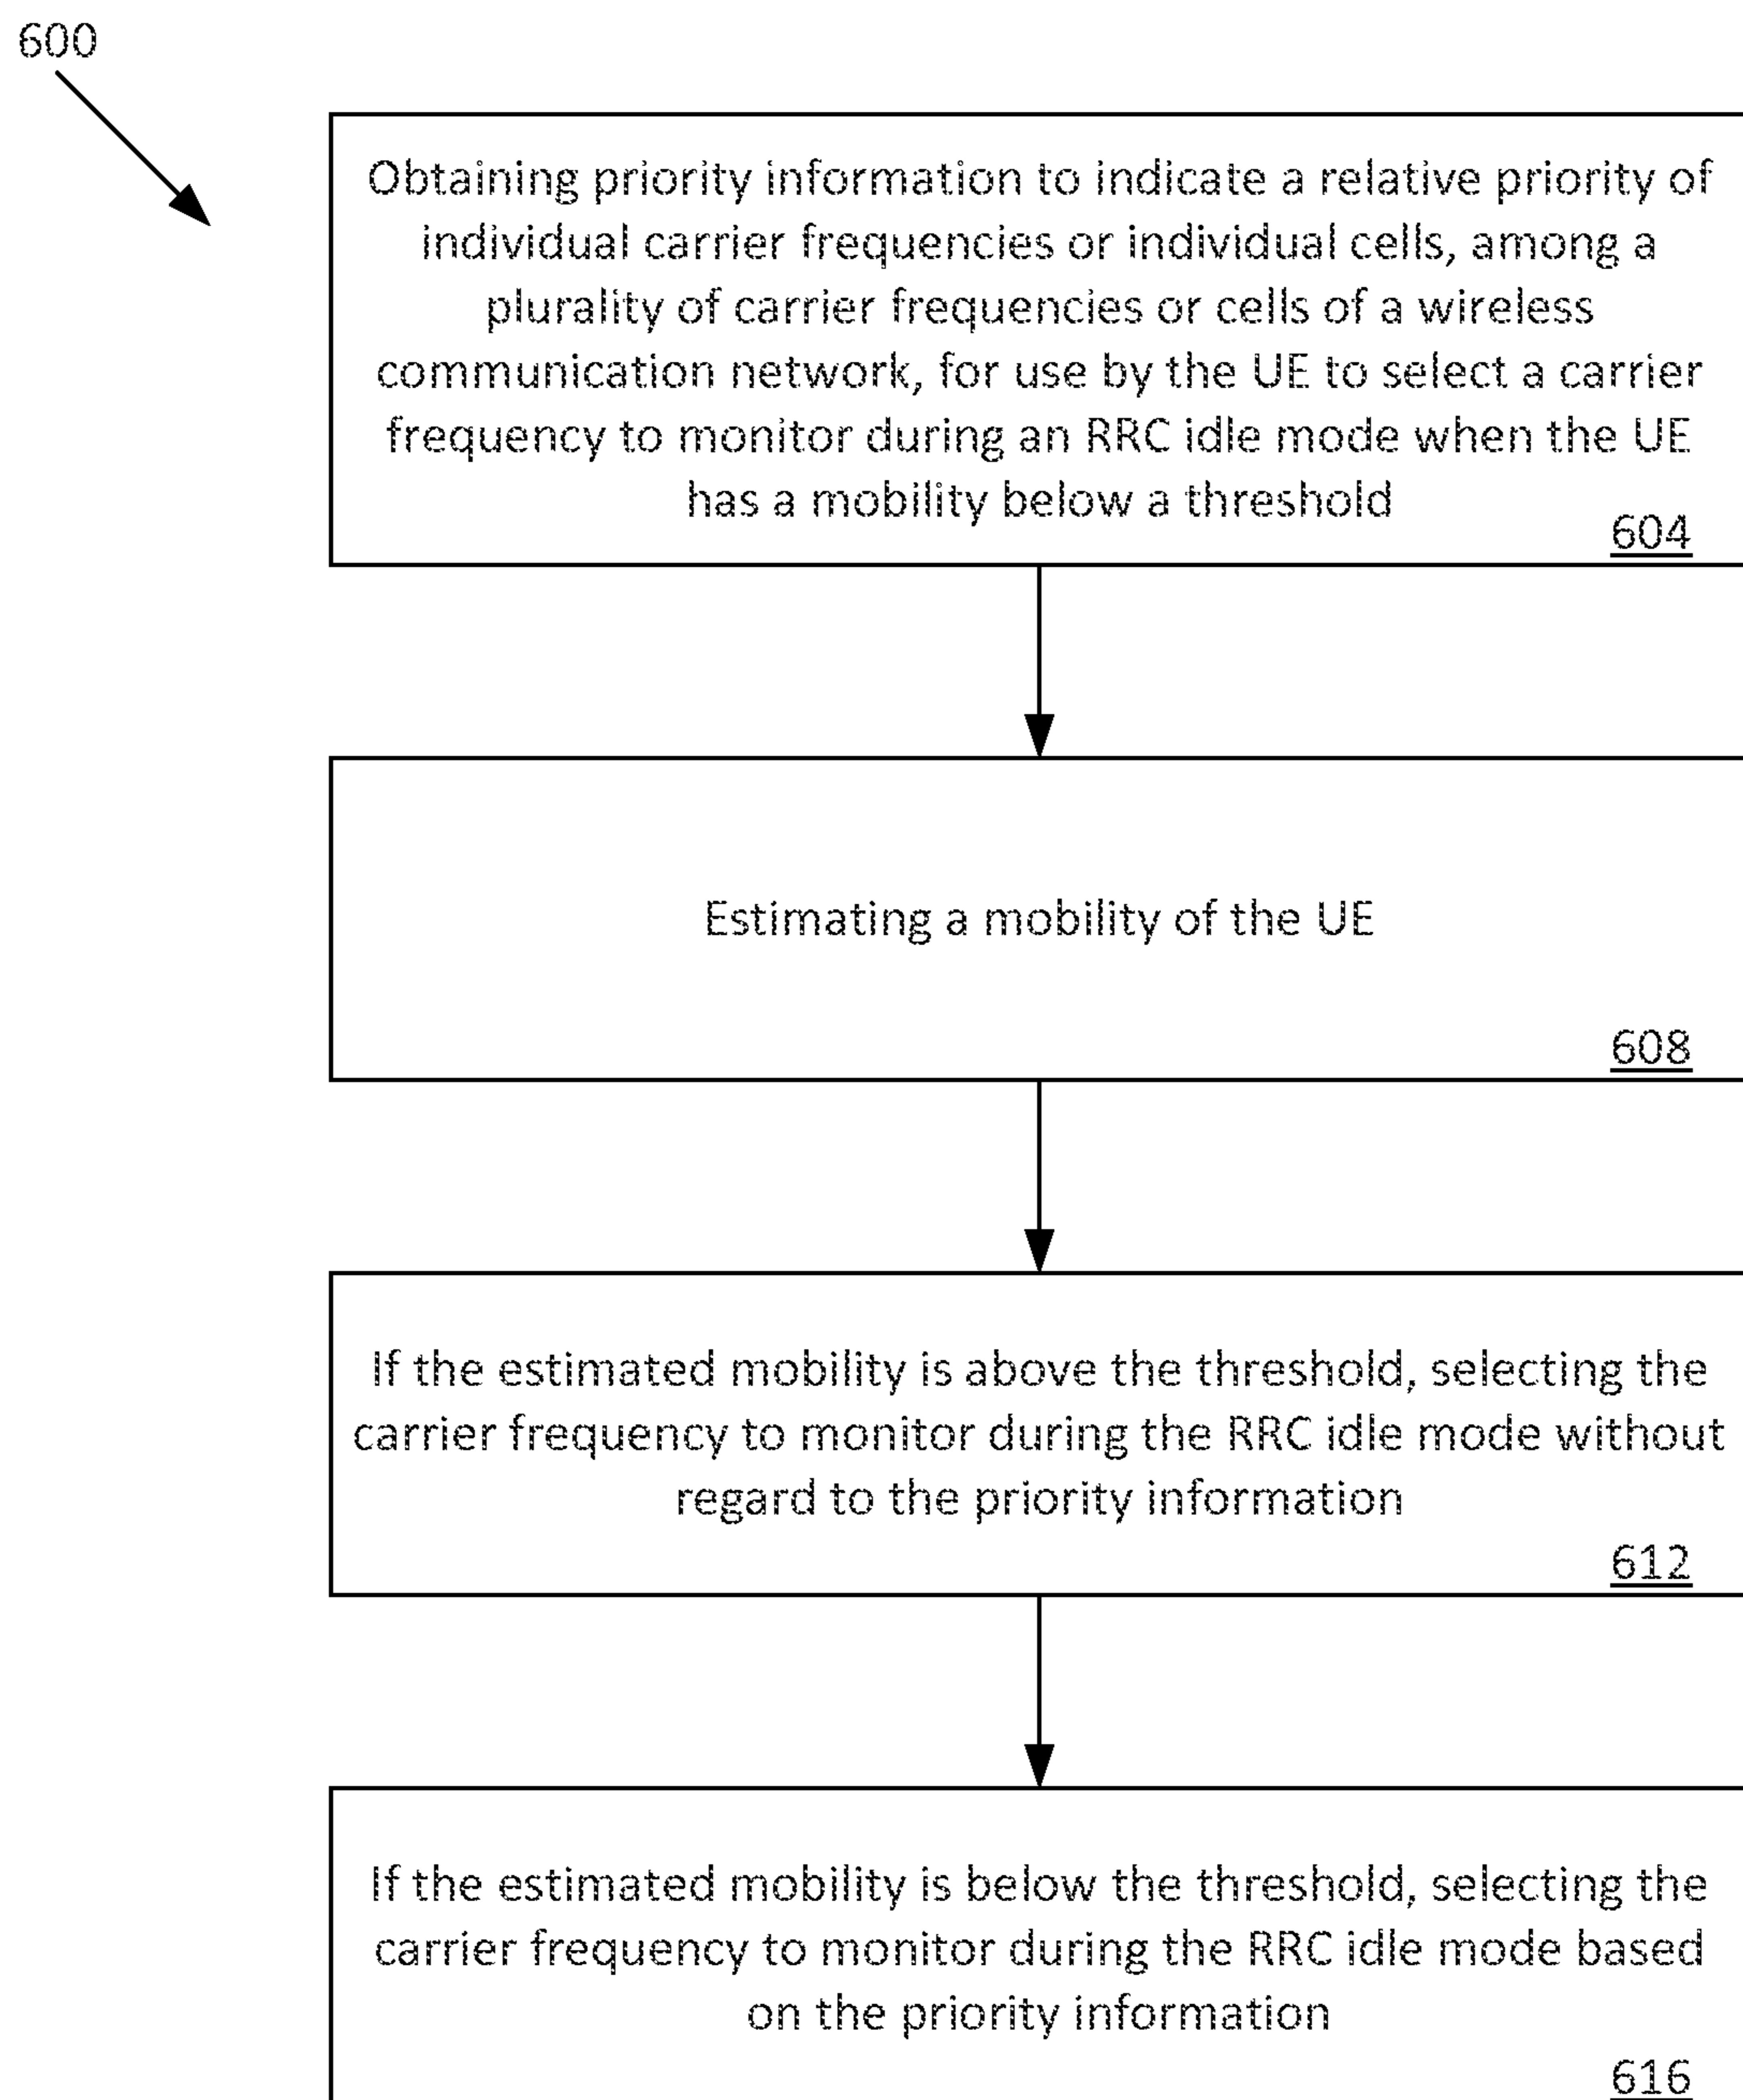 600
Obtaining priority information to indicate a relative priority of
individual carrier frequencies or individual cells, among a
plurality of carrier frequencies or cells of a wireless
communication network, for use by the UE to select a carrier
frequency to monitor during an RRC idle mode when the UE
has a mobility below a threshold
604
Estimating a mobility of the UE
608
If the estimated mobility is above the threshold, selecting the
carrier frequency to monitor during the RRC idle mode without
regard to the priority information
612
If the estimated mobility is below the threshold, selecting the
carrier frequency to monitor during the RRC idle mode based
on the priority information
616